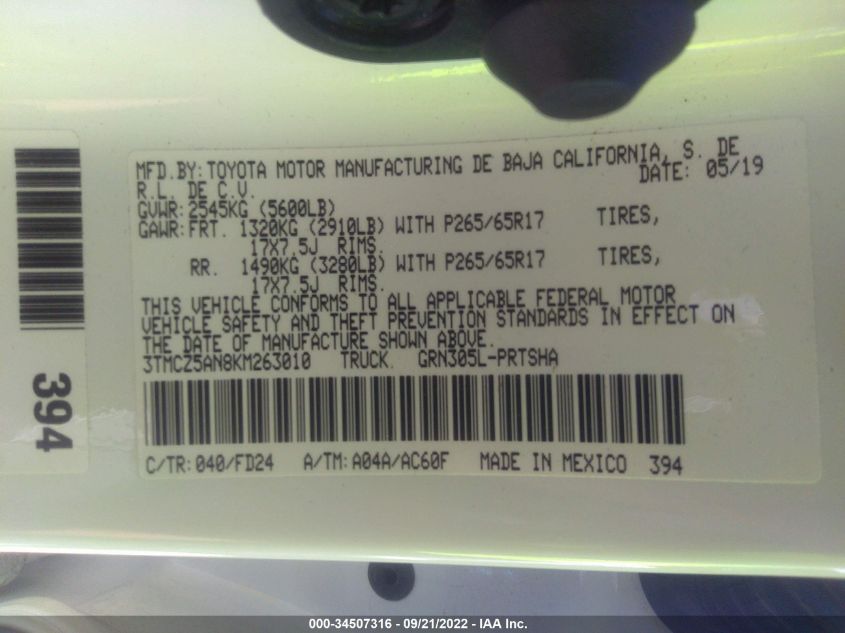 MFD.BY: TOYOTA MOTOR MANUFACTURING DE BAJA CALIFORNIA, S. DE
R.L. DE C.V. DATE: 05/19
GVWR: 2545KG (5600LB)
GAWR: FRT. 1320KG (2910LB) WITH P265/65R17 TIRES,
17X7.5J RIMS.
RR. 1490KG (3280LB) WITH P265/65R17 TIRES,
17X7.5J RIMS.
THIS VEHICLE CONFORMS TO ALL APPLICABLE FEDERAL MOTOR
VEHICLE SAFETY AND THEFT PREVENTION STANDARDS IN EFFECT ON
THE DATE OF MANUFACTURE SHOWN ABOVE.
3TMCZ5AN8KM263010 TRUCK GRN305L-PRTSHA
C/TR: 040/FD24 A/TM: A04A/AC60F MADE IN MEXICO 394
394
000-34507316 - 09/21/2022 - IAA Inc.